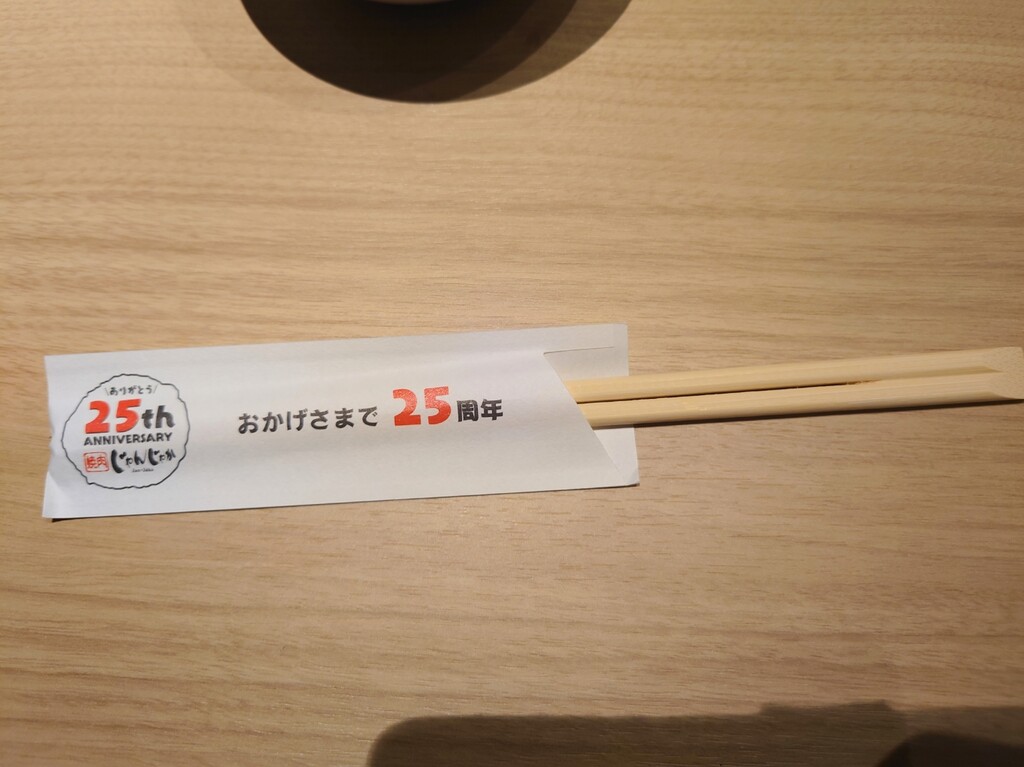 \ありがとう/
25th
ANNIVERSARY
焼肉 じゃんじゃか
おかげさまで 25周年